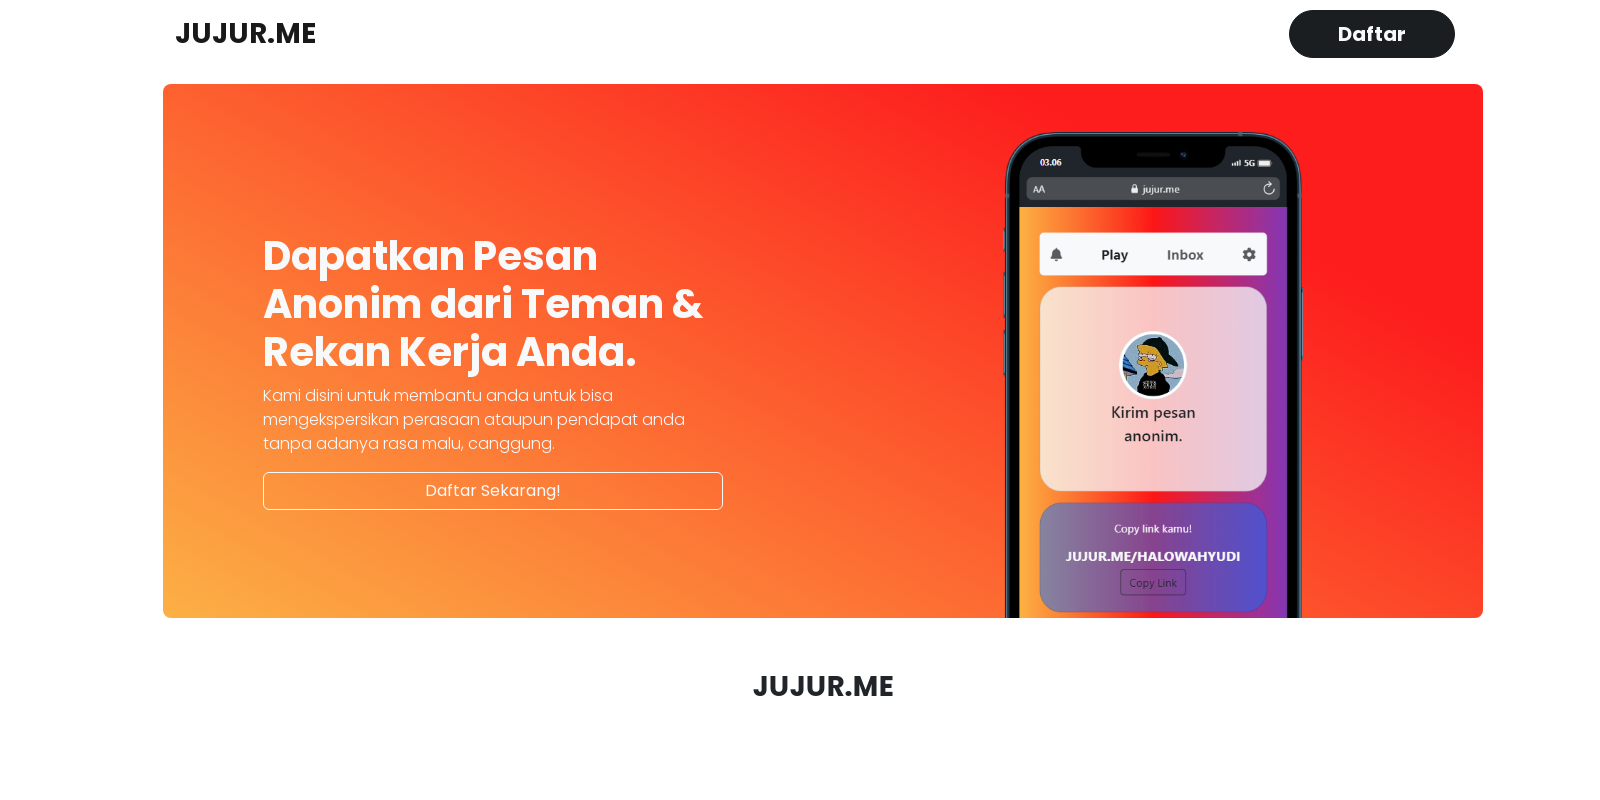 JUJUR.ME
Daftar
Dapatkan Pesan
Anonim dari Teman &
Rekan Kerja Anda.
Kami disini untuk membantu anda untuk bisa
mengekspersikan perasaan ataupun pendapat anda
tanpa adanya rasa malu, canggung.
Daftar Sekarang!
03.06
5G
AA
jujur.me
Play
Inbox
Kirim pesan
anonim.
Copy link kamu!
JUJUR.ME/HALOWAHYUDI
Copy Link
JUJUR.ME